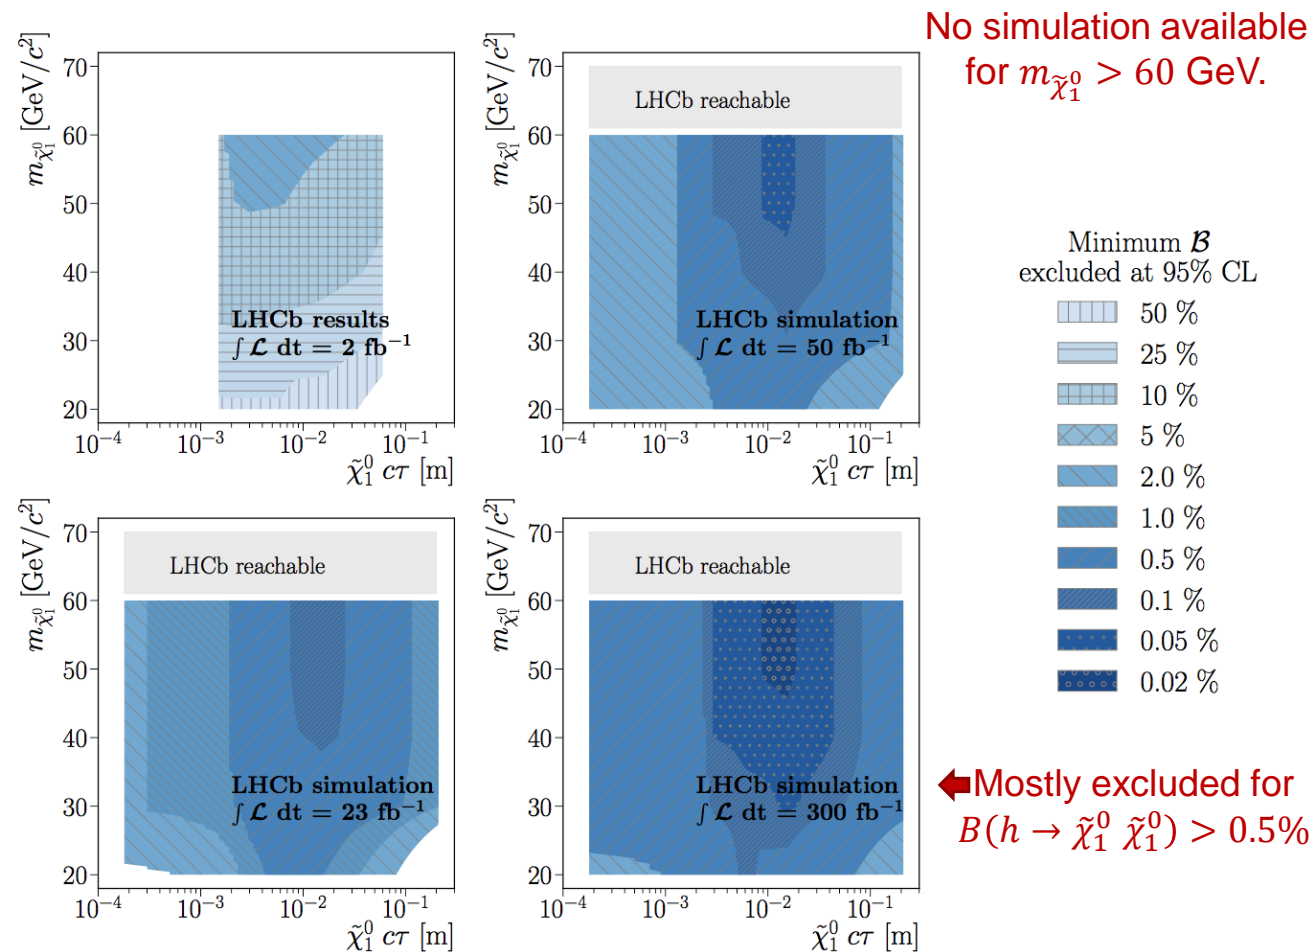 No simulation available
for m_χ̃₁⁰ > 60 GeV.
m_χ̃₁⁰ [GeV/c²]
70
60
50
40
30
20
LHCb results
∫ 𝓛 dt = 2 fb⁻¹
10⁻⁴ 10⁻³ 10⁻² 10⁻¹
χ̃₁⁰ cτ [m]
m_χ̃₁⁰ [GeV/c²]
70
60
50
40
30
20
LHCb reachable
LHCb simulation
∫ 𝓛 dt = 50 fb⁻¹
10⁻⁴ 10⁻³ 10⁻² 10⁻¹
χ̃₁⁰ cτ [m]
Minimum 𝓑
excluded at 95% CL
50 %
25 %
10 %
5 %
2.0 %
1.0 %
0.5 %
0.1 %
0.05 %
0.02 %
m_χ̃₁⁰ [GeV/c²]
70
60
50
40
30
20
LHCb reachable
LHCb simulation
∫ 𝓛 dt = 23 fb⁻¹
10⁻⁴ 10⁻³ 10⁻² 10⁻¹
χ̃₁⁰ cτ [m]
m_χ̃₁⁰ [GeV/c²]
70
60
50
40
30
20
LHCb reachable
LHCb simulation
∫ 𝓛 dt = 300 fb⁻¹
10⁻⁴ 10⁻³ 10⁻² 10⁻¹
χ̃₁⁰ cτ [m]
Mostly excluded for
B(h → χ̃₁⁰ χ̃₁⁰) > 0.5%